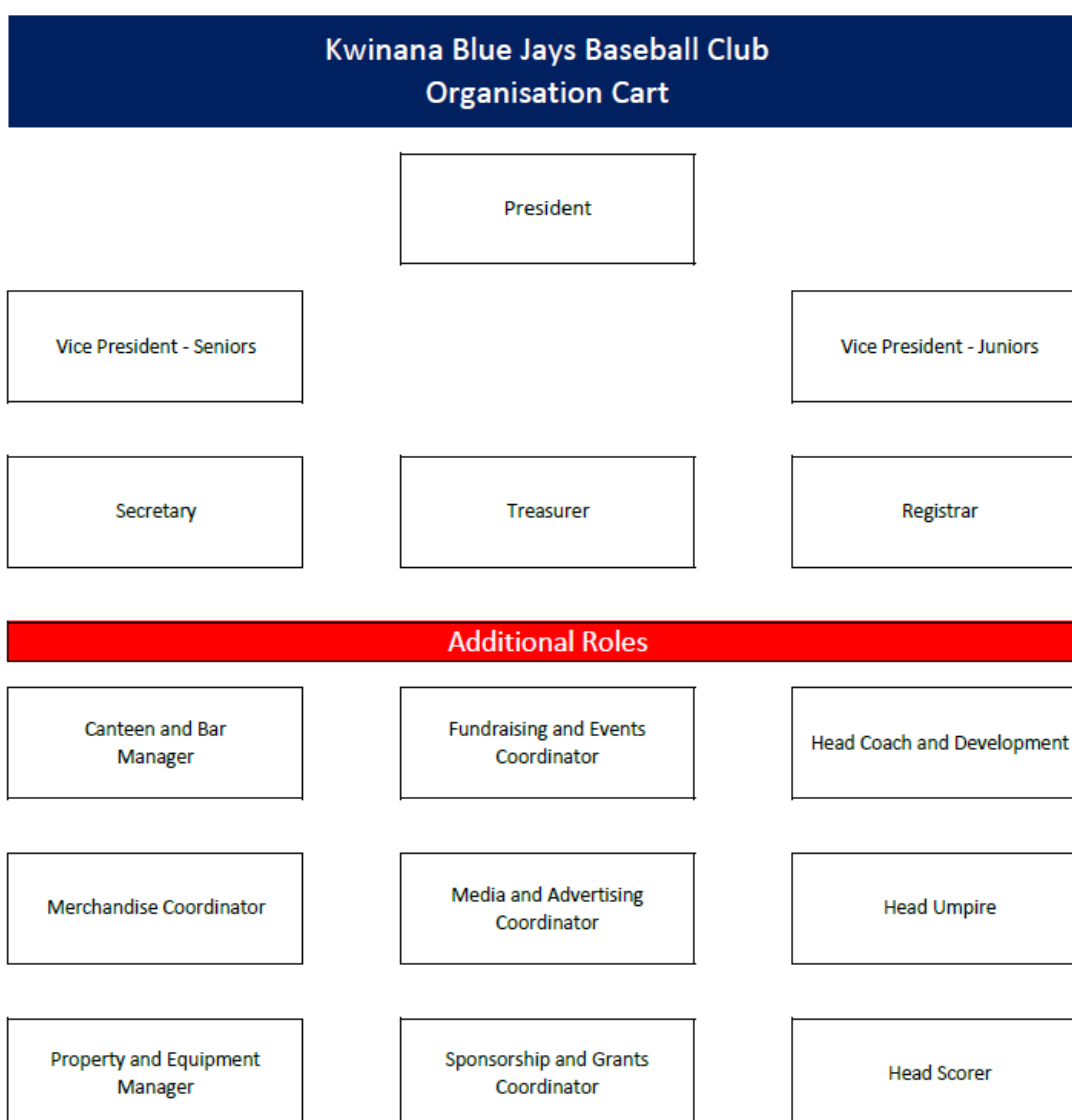 Kwinana Blue Jays Baseball Club
Organisation Cart
President
Vice President - Seniors
Vice President - Juniors
Secretary
Treasurer
Registrar
Additional Roles
Canteen and Bar
Manager
Fundraising and Events
Coordinator
Head Coach and Development
Merchandise Coordinator
Media and Advertising
Coordinator
Head Umpire
Property and Equipment
Manager
Sponsorship and Grants
Coordinator
Head Scorer